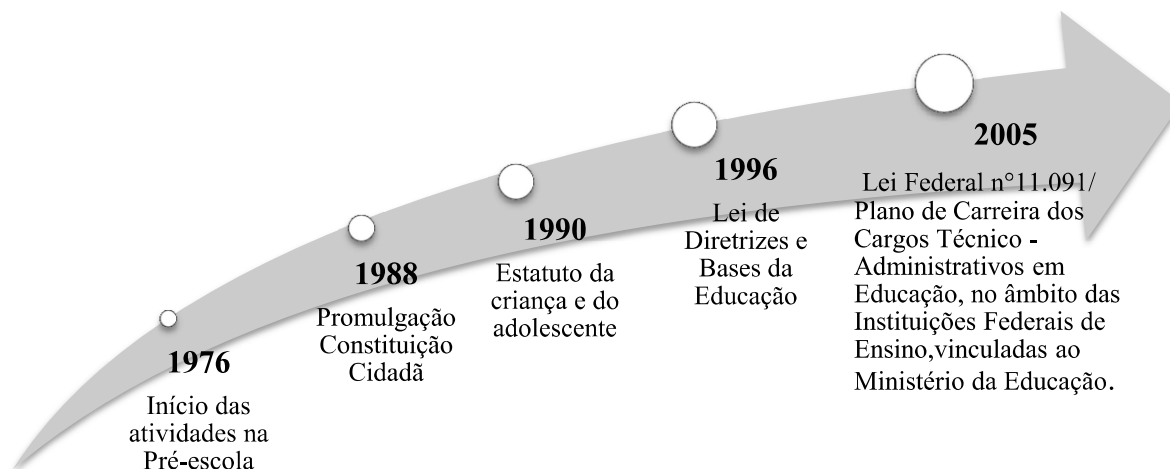 1976
Início das
atividades na
Pré-escola
1988
Promulgação
Constituição
Cidadã
1990
Estatuto da
criança e do
adolescente
1996
Lei de
Diretrizes e
Bases da
Educação
2005
Lei Federal n°11.091/
Plano de Carreira dos
Cargos Técnico -
Administrativos em
Educação, no âmbito das
Instituições Federais de
Ensino,vinculadas ao
Ministério da Educação.